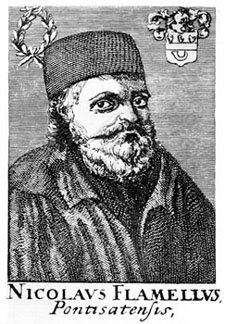 NICOLAVS FLAMELLVS,
Pontisatensis,